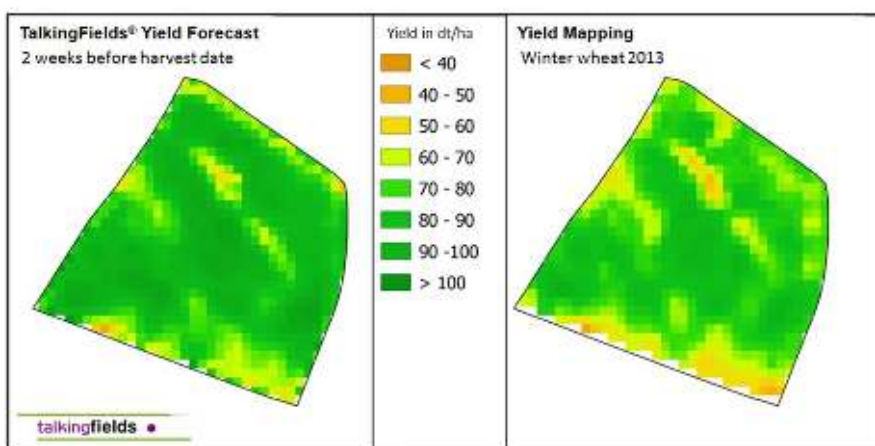 TalkingFields® Yield Forecast
2 weeks before harvest date
Yield in dt/ha
< 40
40 - 50
50 - 60
60 - 70
70 - 80
80 - 90
90 -100
> 100
Yield Mapping
Winter wheat 2013
talkingfields